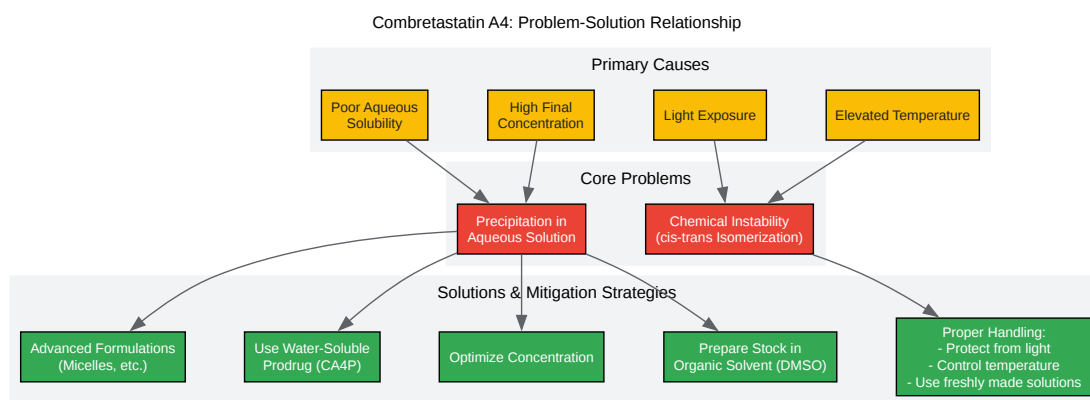 Combretastatin A4: Problem-Solution Relationship
Primary Causes
Poor Aqueous
Solubility
High Final
Concentration
Light Exposure
Elevated Temperature
Core Problems
Precipitation in
Aqueous Solution
Chemical Instability
(cis-trans Isomerization)
Solutions & Mitigation Strategies
Advanced Formulations
(Micelles, etc.)
Use Water-Soluble
Prodrug (CA4P)
Optimize Concentration
Prepare Stock in
Organic Solvent (DMSO)
Proper Handling:
- Protect from light
- Control temperature
- Use freshly made solutions